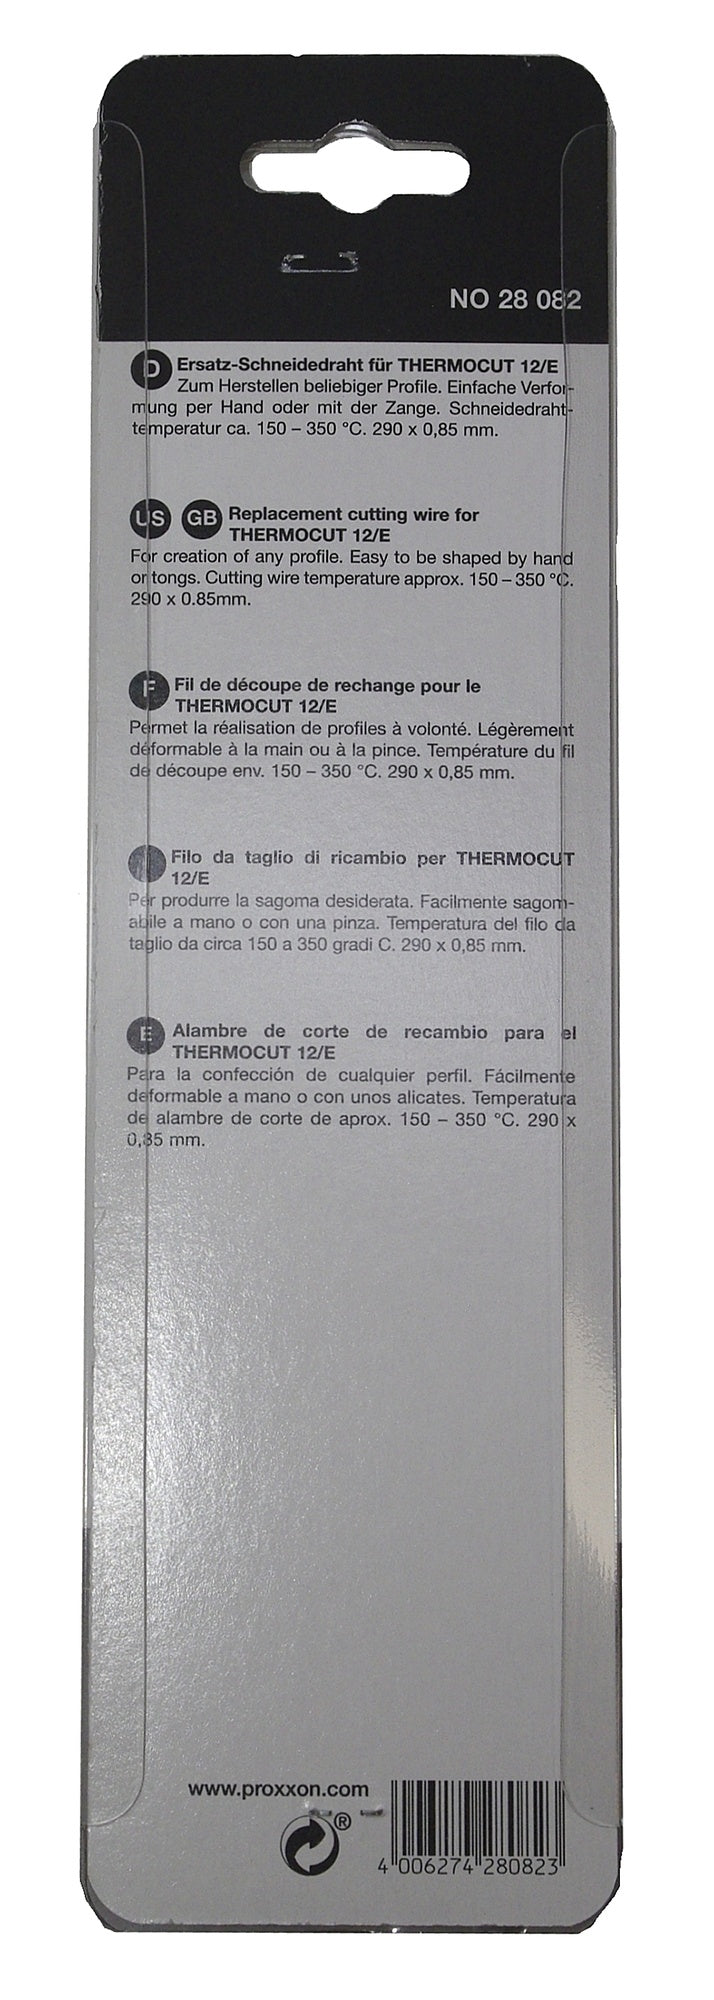 NO 28 082
D Ersatz-Schneidedraht für THERMOCUT 12/E
Zum Herstellen beliebiger Profile. Einfache Verfor-
mung per Hand oder mit der Zange. Schneidedraht-
temperatur ca. 150 – 350 °C. 290 x 0,85 mm.
US GB Replacement cutting wire for
THERMOCUT 12/E
For creation of any profile. Easy to be shaped by hand
or tongs. Cutting wire temperature approx. 150 – 350 °C.
290 x 0.85mm.
F Fil de découpe de rechange pour le
THERMOCUT 12/E
Permet la réalisation de profiles à volonté. Légèrement
déformable à la main ou à la pince. Température du fil
de découpe env. 150 – 350 °C. 290 x 0,85 mm.
I Filo da taglio di ricambio per THERMOCUT
12/E
Per produrre la sagoma desiderata. Facilmente sagom-
abile a mano o con una pinza. Temperatura del filo da
taglio da circa 150 a 350 gradi C. 290 x 0,85 mm.
E Alambre de corte de recambio para el
THERMOCUT 12/E
Para la confección de cualquier perfil. Fácilmente
deformable a mano o con unos alicates. Temperatura
de alambre de corte de aprox. 150 – 350 °C. 290 x
0,85 mm.
www.proxxon.com
®
4 006274 280823